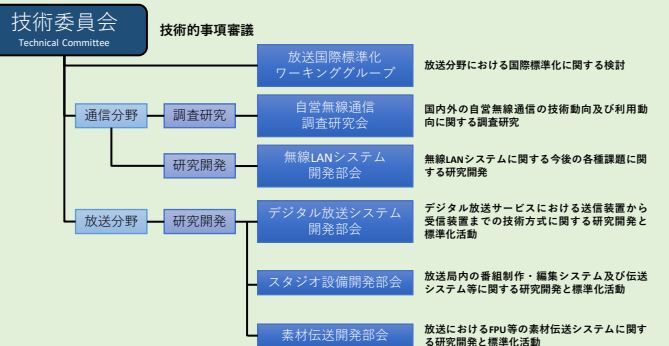 技術委員会
Technical Committee
技術的事項審議
放送国際標準化
ワーキンググループ
放送分野における国際標準化に関する検討
通信分野
調査研究
自営無線通信
調査研究会
国内外の自営無線通信の技術動向及び利用動
向に関する調査研究
研究開発
無線LANシステム
開発部会
無線LANシステムに関する今後の各種課題に関
する研究開発
放送分野
研究開発
デジタル放送システム
開発部会
デジタル放送サービスにおける送信装置から
受信装置までの技術方式に関する研究開発と
標準化活動
スタジオ設備開発部会
放送局内の番組制作・編集システム及び伝送
システム等に関する研究開発と標準化活動
素材伝送開発部会
放送におけるFPU等の素材伝送システムに関す
る研究開発と標準化活動